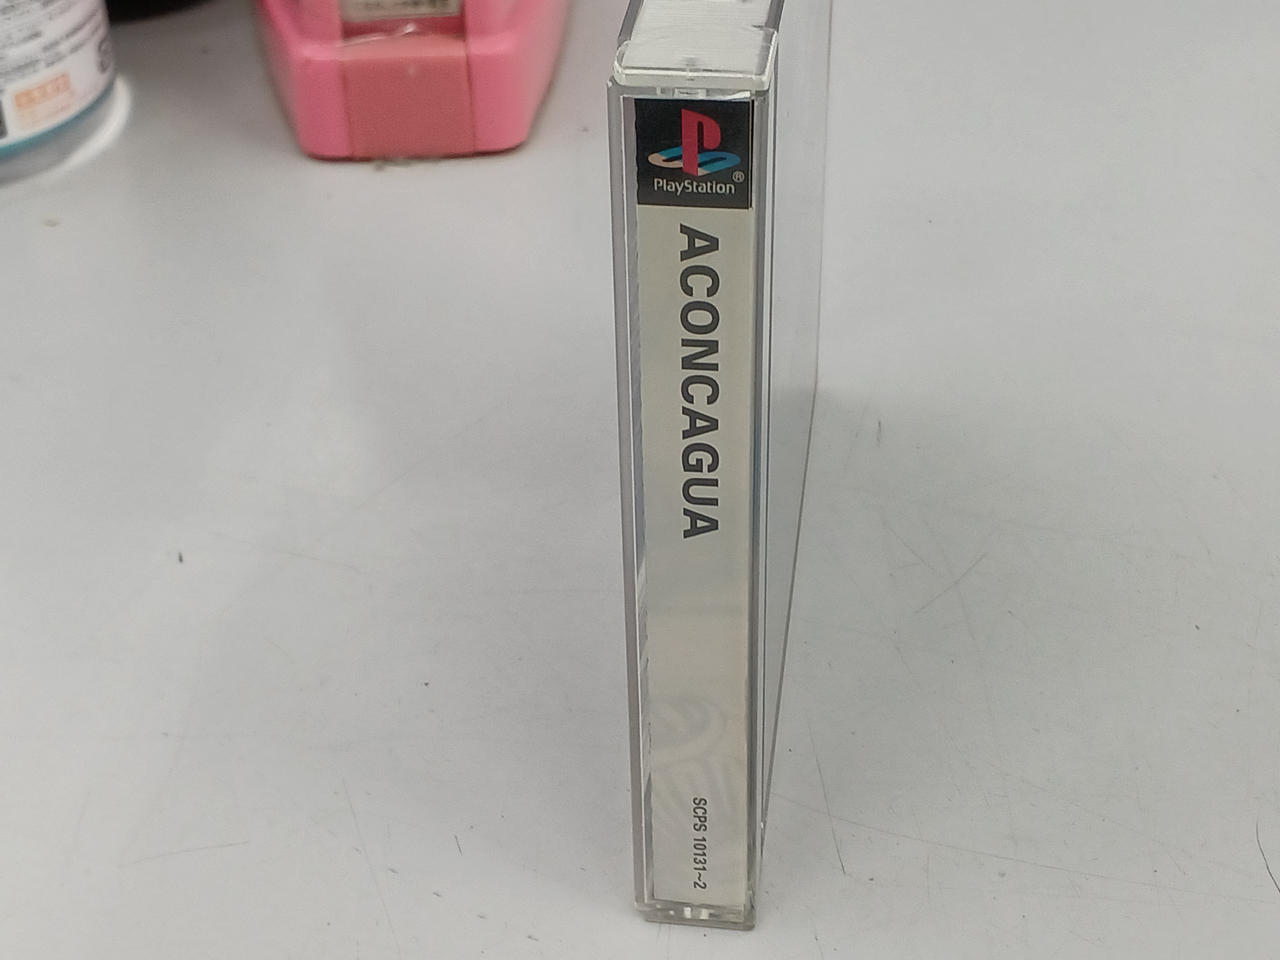 PlayStation
®
ACONCAGUA
SCPS 10131~2